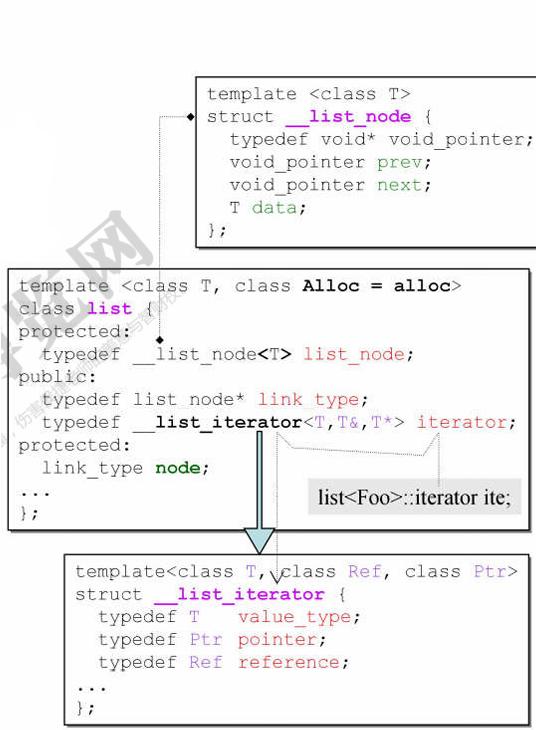 template <class T>
struct __list_node {
typedef void* void_pointer;
void_pointer prev;
void_pointer next;
T data;
};
template <class T, class Alloc = alloc>
class list {
protected:
typedef __list_node<T> list_node;
public:
typedef list_node* link_type;
typedef __list_iterator<T,T&,T*> iterator;
protected:
link_type node;
...
};
list<Foo>::iterator ite;
template<class T, class Ref, class Ptr>
struct __list_iterator {
typedef T value_type;
typedef Ptr pointer;
typedef Ref reference;
...
};